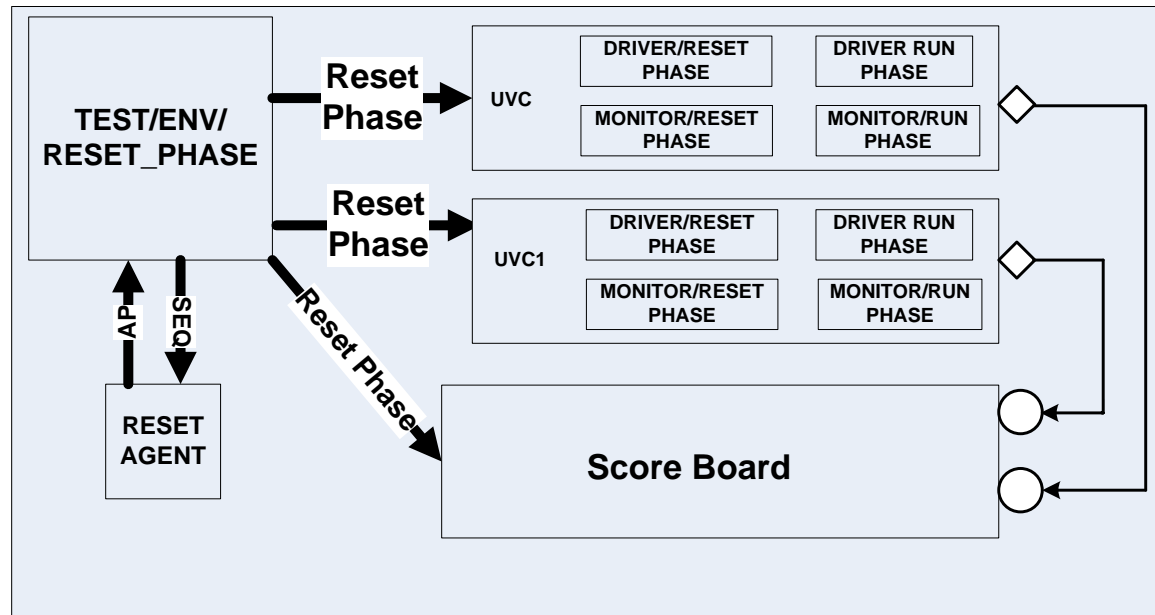 TEST/ENV/
RESET_PHASE
Reset
Phase
UVC
DRIVER/RESET
PHASE
DRIVER RUN
PHASE
MONITOR/RESET
PHASE
MONITOR/RUN
PHASE
Reset
Phase
UVC1
DRIVER/RESET
PHASE
DRIVER RUN
PHASE
MONITOR/RESET
PHASE
MONITOR/RUN
PHASE
AP
SEQ
Reset Phase
RESET
AGENT
Score Board